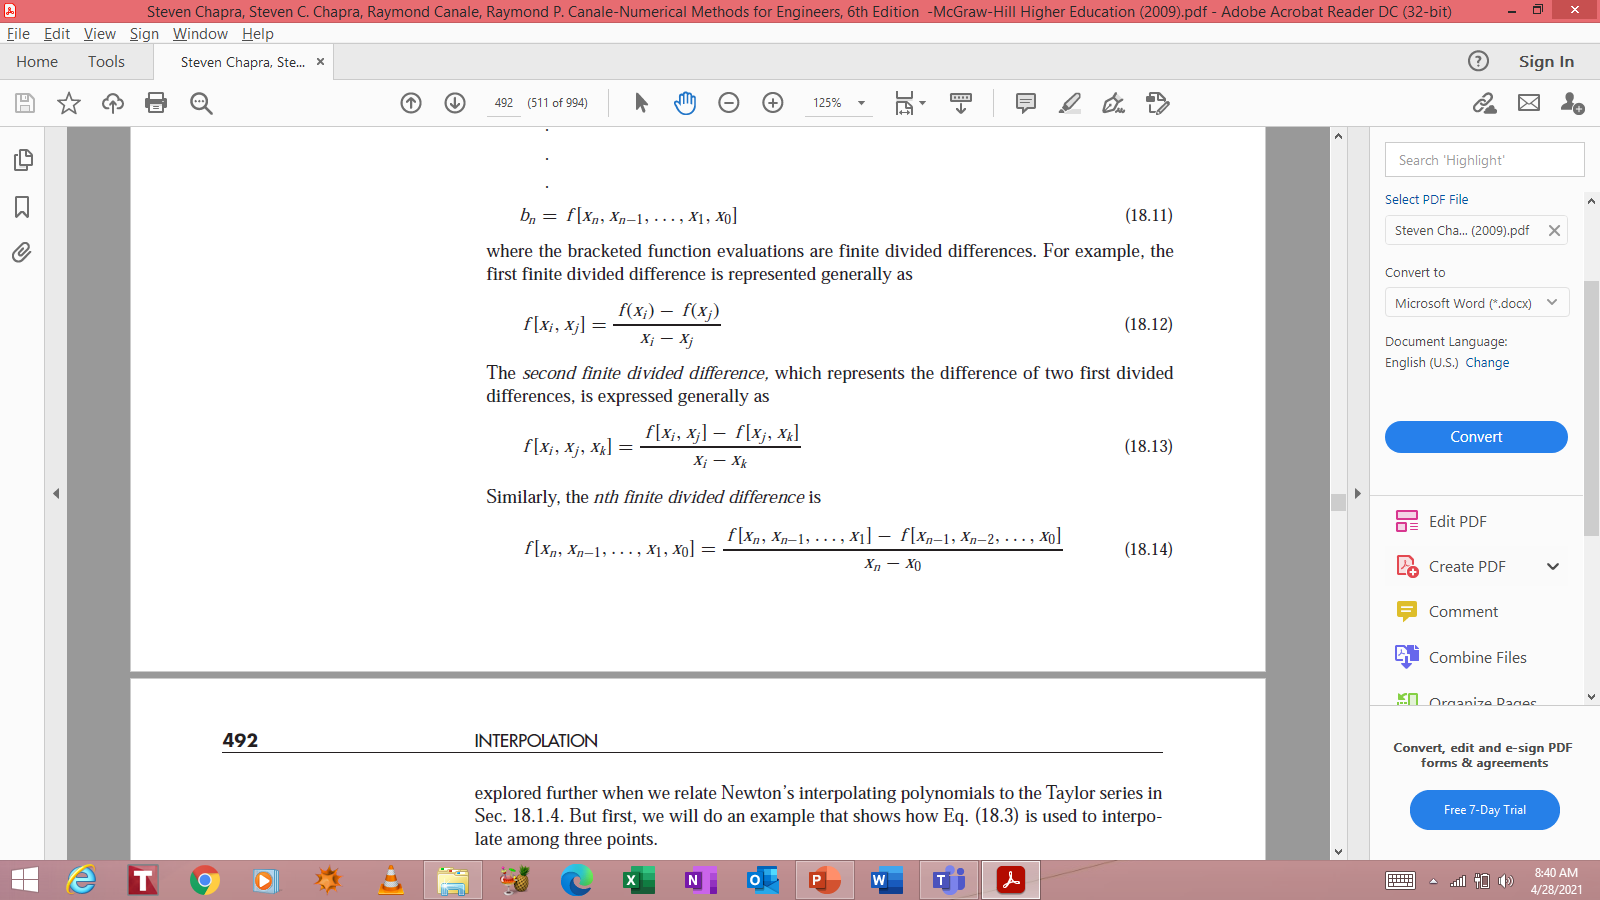 Steven Chapra, Steven C. Chapra, Raymond Canale, Raymond P. Canale-Numerical Methods for Engineers, 6th Edition -McGraw-Hill Higher Education (2009).pdf - Adobe Acrobat Reader DC (32-bit)
File Edit View Sign Window Help
Home Tools Steven Chapra, Ste... × Sign In
492 (511 of 994) 125%
.
.
.
bₙ = f[xₙ, xₙ₋₁, . . . , x₁, x₀] (18.11)
where the bracketed function evaluations are finite divided differences. For example, the
first finite divided difference is represented generally as
f[xᵢ, xⱼ] = (f(xᵢ) − f(xⱼ)) / (xᵢ − xⱼ) (18.12)
The second finite divided difference, which represents the difference of two first divided
differences, is expressed generally as
f[xᵢ, xⱼ, xₖ] = (f[xᵢ, xⱼ] − f[xⱼ, xₖ]) / (xᵢ − xₖ) (18.13)
Similarly, the nth finite divided difference is
f[xₙ, xₙ₋₁, . . . , x₁, x₀] = (f[xₙ, xₙ₋₁, . . . , x₁] − f[xₙ₋₁, xₙ₋₂, . . . , x₀]) / (xₙ − x₀) (18.14)
492 INTERPOLATION
explored further when we relate Newton's interpolating polynomials to the Taylor series in
Sec. 18.1.4. But first, we will do an example that shows how Eq. (18.3) is used to interpo-
late among three points.
Search 'Highlight'
Select PDF File
Steven Cha... (2009).pdf
Convert to
Microsoft Word (*.docx)
Document Language:
English (U.S.) Change
Convert
Edit PDF
Create PDF
Comment
Combine Files
Organize Pages
Convert, edit and e-sign PDF
forms & agreements
Free 7-Day Trial
8:40 AM
4/28/2021